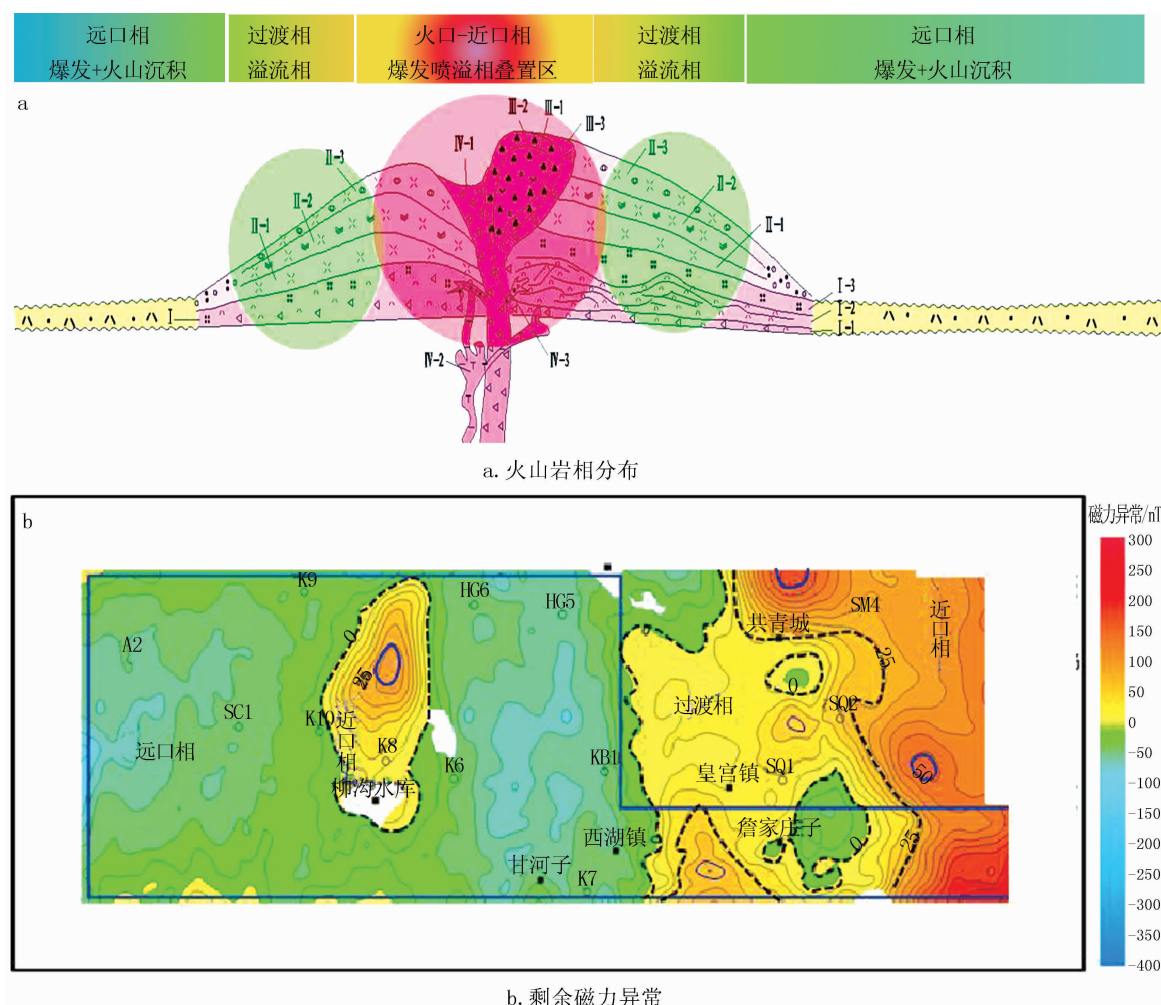 远口相
爆发+火山沉积
过渡相
溢流相
火口-近口相
爆发喷溢相叠置区
过渡相
溢流相
远口相
爆发+火山沉积
a
III-2
III-1
III-3
IV-1
II-3
II-2
II-1
II-3
II-2
II-1
I
I-3
I-2
I-1
IV-2
IV-3
a.火山岩相分布
b
磁力异常/nT
300
250
200
150
100
50
0
-50
-100
-150
-200
-250
-300
-350
-400
K9
HG6
HG5
A2
0
25
SC1
K10
近口相
K8
K6
KB1
远口相
柳沟水库
西湖镇
甘河子
K7
共青城
SM4
近口相
25
0
过渡相
SQ2
皇宫镇
SQ1
50
詹家庄子
0
25
b.剩余磁力异常